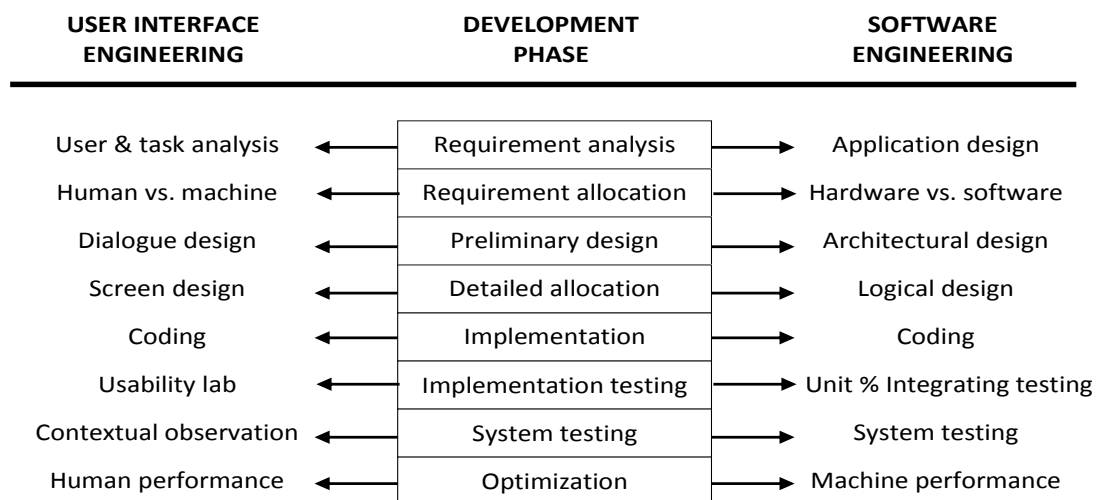 USER INTERFACE ENGINEERING DEVELOPMENT PHASE SOFTWARE ENGINEERING
User & task analysis Requirement analysis Application design
Human vs. machine Requirement allocation Hardware vs. software
Dialogue design Preliminary design Architectural design
Screen design Detailed allocation Logical design
Coding Implementation Coding
Usability lab Implementation testing Unit % Integrating testing
Contextual observation System testing System testing
Human performance Optimization Machine performance